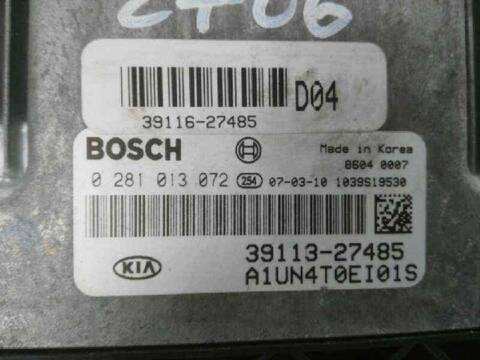 2706
39116-27485
D04
BOSCH
Made in Korea
8604 0007
0 281 013 072 254 07-03-10 1039S19530
39113-27485
KIA
A1UN4T0EI01S